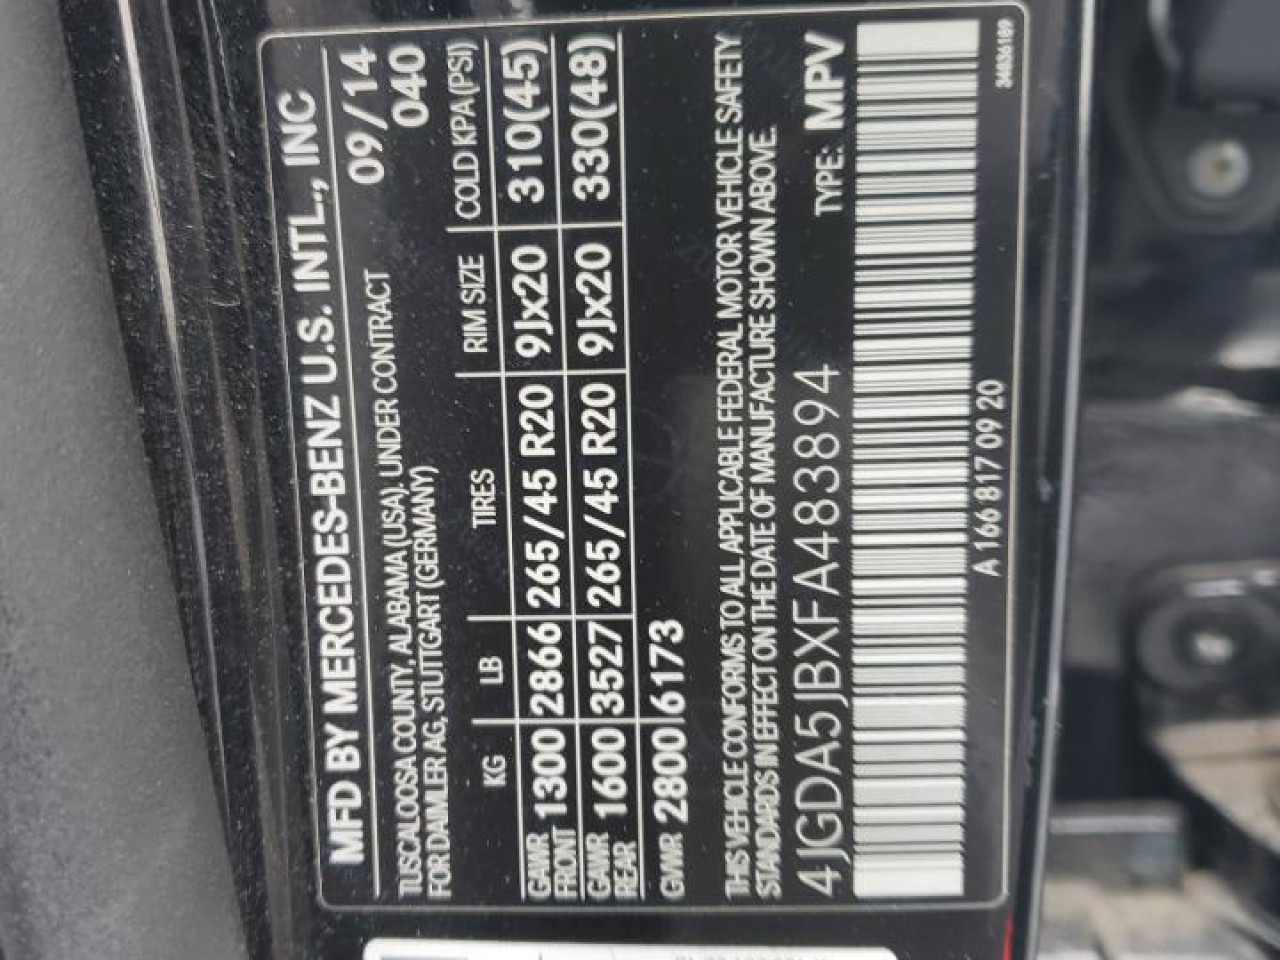 MFD BY MERCEDES-BENZ U.S. INTL., INC
TUSCALOOSA COUNTY, ALABAMA (USA), UNDER CONTRACT 09/14
FOR DAIMLER AG, STUTTGART (GERMANY) 040
KG LB TIRES RIM SIZE COLD KPA (PSI)
GAWR FRONT 1300 2866 265/45 R20 9Jx20 310(45)
GAWR REAR 1600 3527 265/45 R20 9Jx20 330(48)
GVWR 2800 6173
THIS VEHICLE CONFORMS TO ALL APPLICABLE FEDERAL MOTOR VEHICLE SAFETY
STANDARDS IN EFFECT ON THE DATE OF MANUFACTURE SHOWN ABOVE.
4JGDA5JBXFA483894 TYPE: MPV
A 166 817 09 20